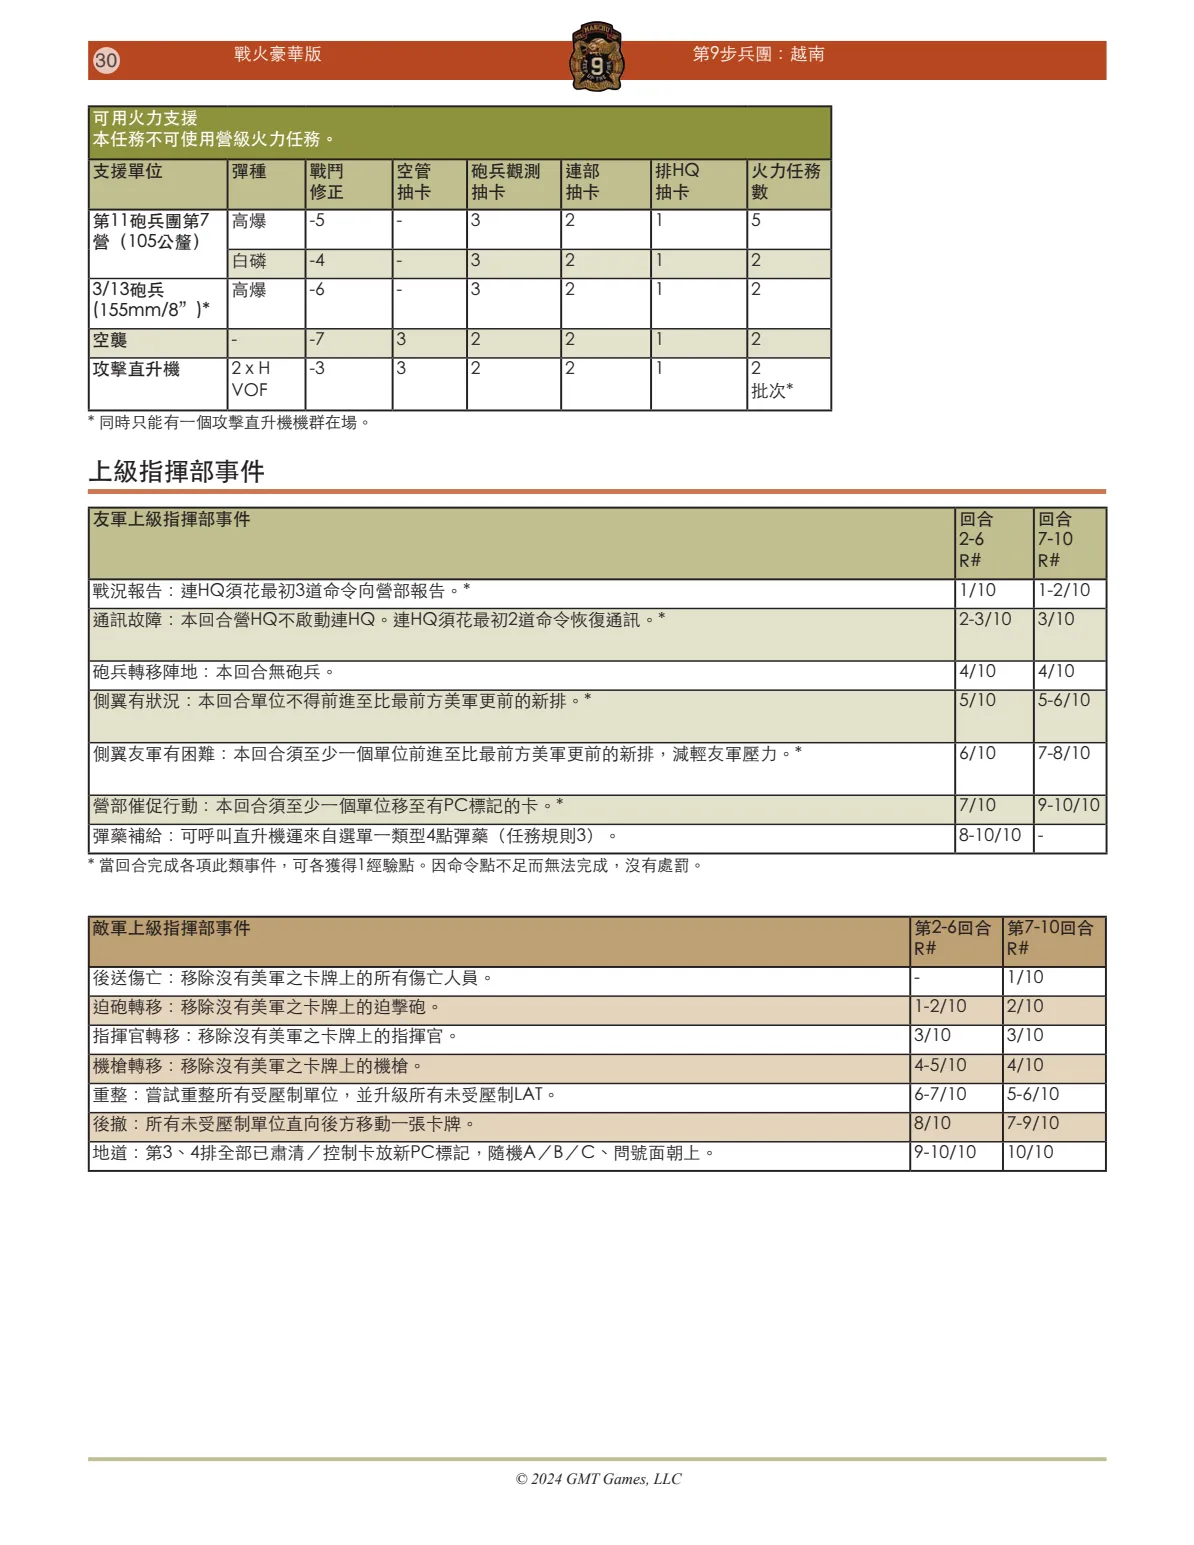 30
戰火豪華版
MANCHU
9
第9步兵團：越南
可用火力支援
本任務不可使用營級火力任務。
支援單位 彈種 戰鬥修正 空管抽卡 砲兵觀測抽卡 連部抽卡 排HQ抽卡 火力任務數
第11砲兵團第7營（105公釐） 高爆 -5 - 3 2 1 5
白磷 -4 - 3 2 1 2
3/13砲兵(155mm/8”)* 高爆 -6 - 3 2 1 2
空襲 - -7 3 2 2 1 2
攻擊直升機 2 x H VOF -3 3 2 2 1 2批次*
* 同時只能有一個攻擊直升機機群在場。
上級指揮部事件
友軍上級指揮部事件 回合2-6 R# 回合7-10 R#
戰況報告：連HQ須花最初3道命令向營部報告。* 1/10 1-2/10
通訊故障：本回合營HQ不啟動連HQ。連HQ須花最初2道命令恢復通訊。* 2-3/10 3/10
砲兵轉移陣地：本回合無砲兵。 4/10 4/10
側翼有狀況：本回合單位不得前進至比最前方美軍更前的新排。* 5/10 5-6/10
側翼友軍有困難：本回合須至少一個單位前進至比最前方美軍更前的新排，減輕友軍壓力。* 6/10 7-8/10
營部催促行動：本回合須至少一個單位移至有PC標記的卡。* 7/10 9-10/10
彈藥補給：可呼叫直升機運來自選單一類型4點彈藥（任務規則3）。 8-10/10 -
* 當回合完成各項此類事件，可各獲得1經驗點。因命令點不足而無法完成，沒有處罰。
敵軍上級指揮部事件 第2-6回合 R# 第7-10回合 R#
後送傷亡：移除沒有美軍之卡牌上的所有傷亡人員。 - 1/10
迫砲轉移：移除沒有美軍之卡牌上的迫擊砲。 1-2/10 2/10
指揮官轉移：移除沒有美軍之卡牌上的指揮官。 3/10 3/10
機槍轉移：移除沒有美軍之卡牌上的機槍。 4-5/10 4/10
重整：嘗試重整所有受壓制單位，並升級所有未受壓制LAT。 6-7/10 5-6/10
後撤：所有未受壓制單位直向後方移動一張卡牌。 8/10 7-9/10
地道：第3、4排全部已肅清／控制卡放新PC標記，隨機A／B／C、問號面朝上。 9-10/10 10/10
© 2024 GMT Games, LLC